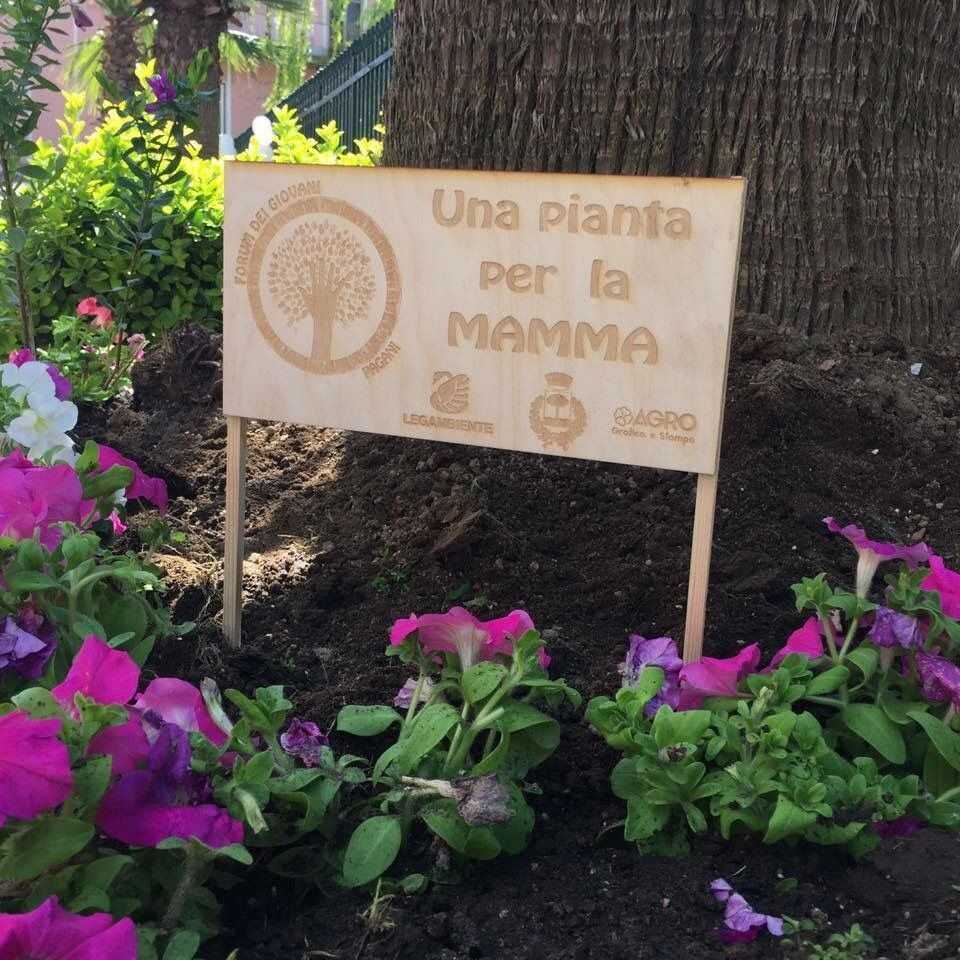 FORUM DEI GIOVANI
PAGANI
Una pianta
per la
MAMMA
LEGAMBIENTE
AGRO
Grafica e Stampa